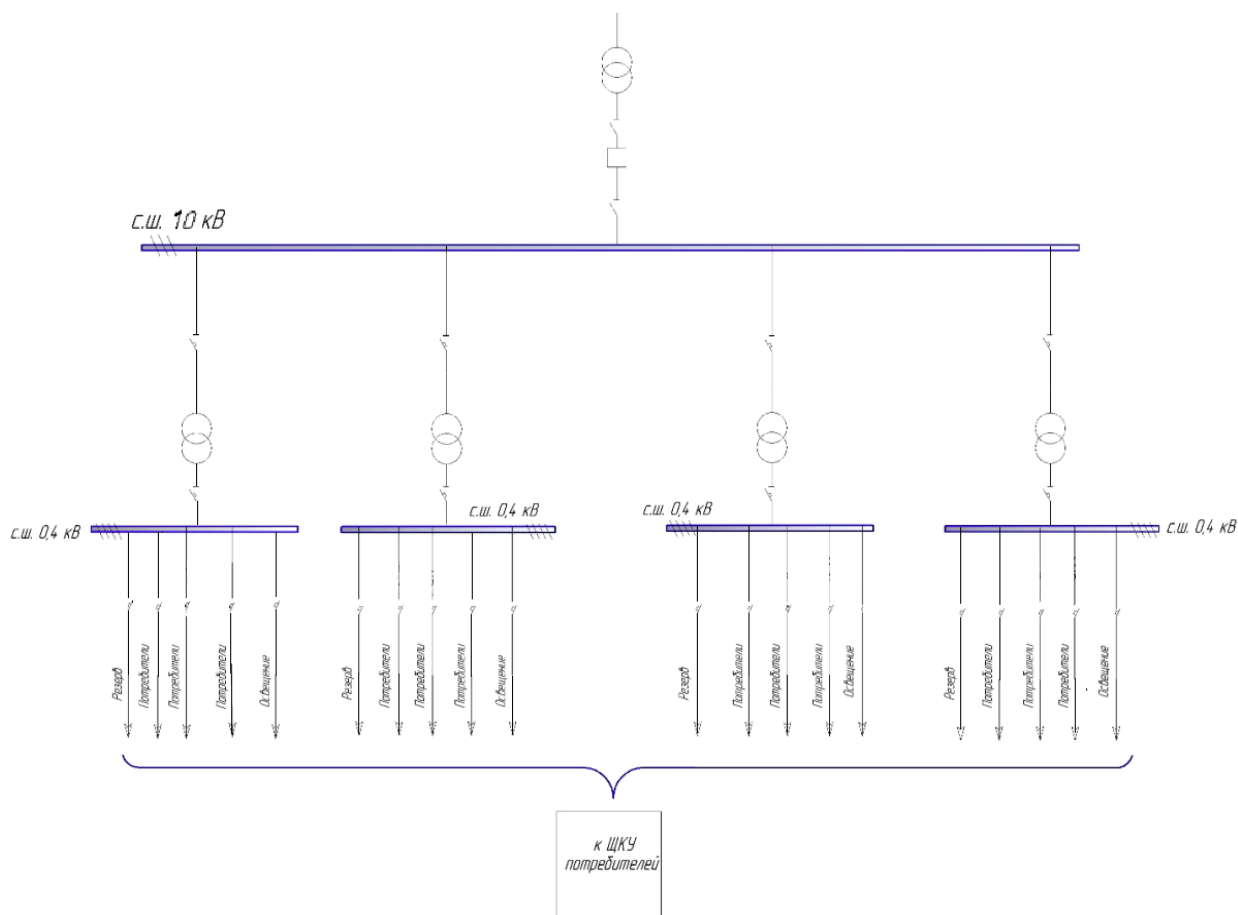 с.ш. 10 кВ
с.ш. 0,4 кВ
с.ш. 0,4 кВ
с.ш. 0,4 кВ
с.ш. 0,4 кВ
Резерв
Потребители
Потребители
Потребители
Освещение
Резерв
Потребители
Потребители
Потребители
Освещение
Резерв
Потребители
Потребители
Потребители
Освещение
Резерв
Потребители
Потребители
Потребители
Освещение
к ЩКУ
потребителей